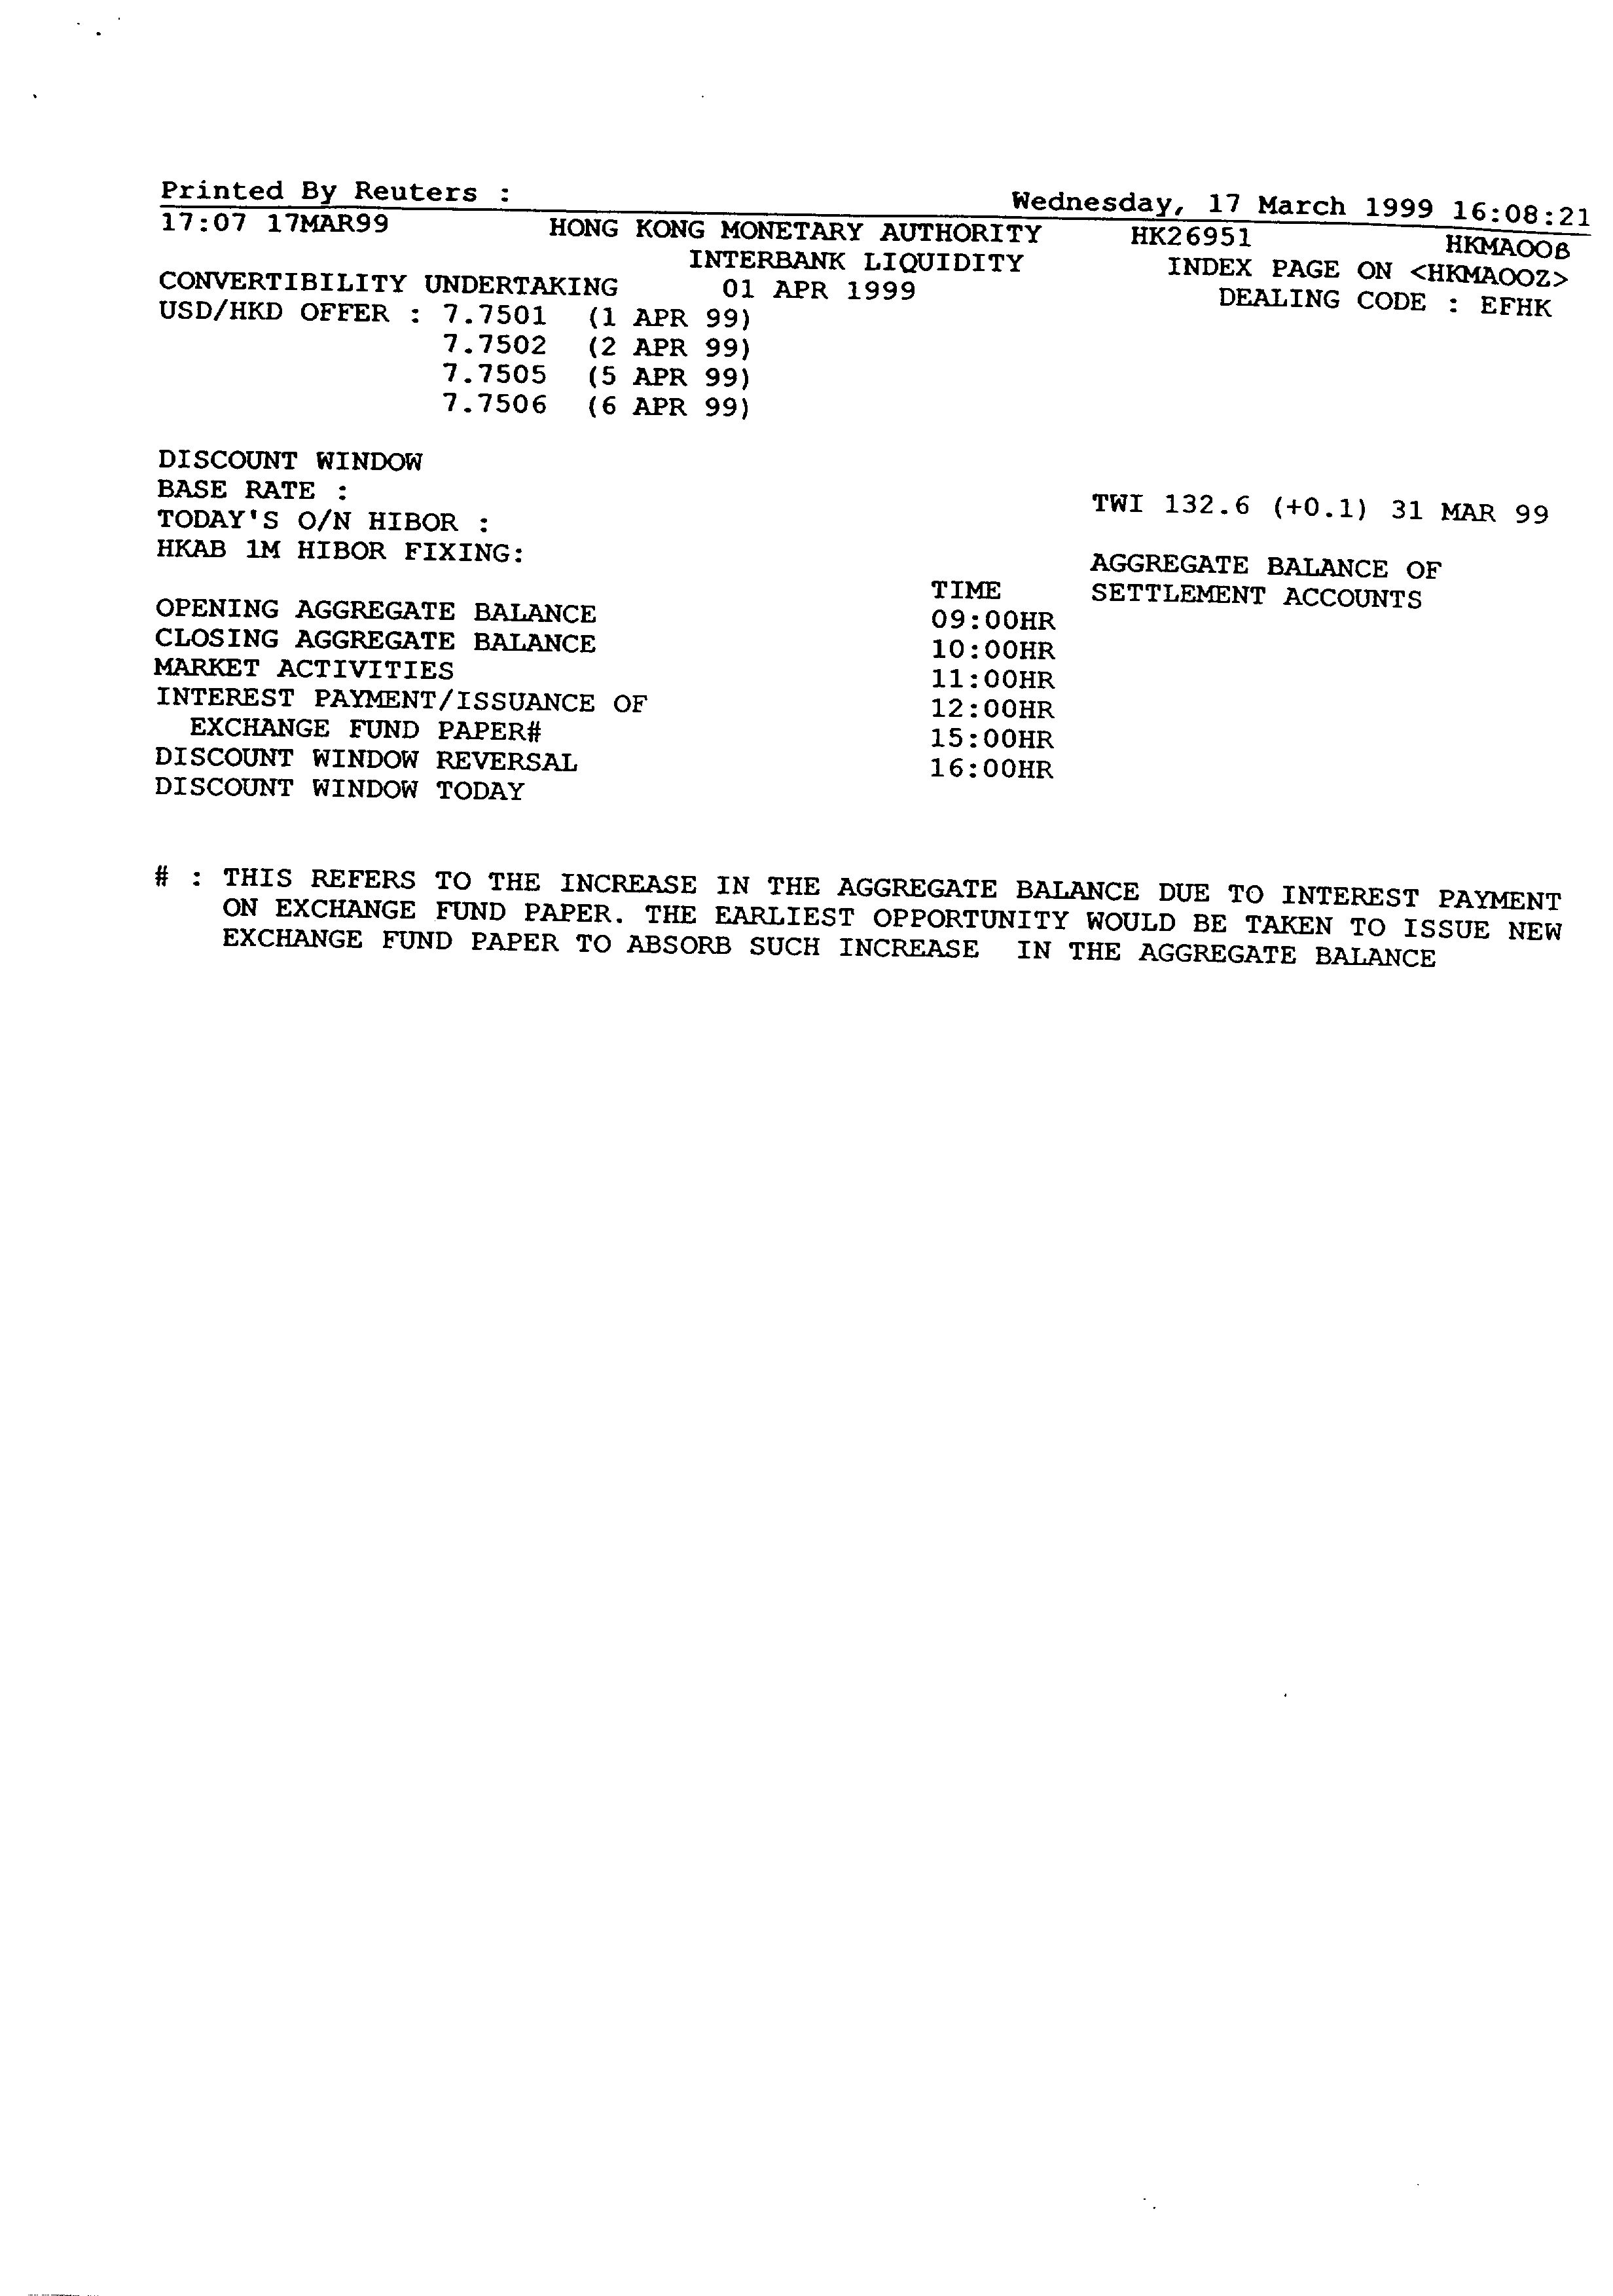 Printed By Reuters : Wednesday, 17 March 1999 16:08:21
17:07 17MAR99 HONG KONG MONETARY AUTHORITY HK26951 HKMAOOB
INTERBANK LIQUIDITY INDEX PAGE ON <HKMAOOZ>
CONVERTIBILITY UNDERTAKING 01 APR 1999 DEALING CODE : EFHK
USD/HKD OFFER : 7.7501 (1 APR 99)
7.7502 (2 APR 99)
7.7505 (5 APR 99)
7.7506 (6 APR 99)
DISCOUNT WINDOW
BASE RATE : TWI 132.6 (+0.1) 31 MAR 99
TODAY'S O/N HIBOR :
HKAB 1M HIBOR FIXING: AGGREGATE BALANCE OF
TIME SETTLEMENT ACCOUNTS
OPENING AGGREGATE BALANCE 09:00HR
CLOSING AGGREGATE BALANCE 10:00HR
MARKET ACTIVITIES 11:00HR
INTEREST PAYMENT/ISSUANCE OF 12:00HR
EXCHANGE FUND PAPER# 15:00HR
DISCOUNT WINDOW REVERSAL 16:00HR
DISCOUNT WINDOW TODAY
# : THIS REFERS TO THE INCREASE IN THE AGGREGATE BALANCE DUE TO INTEREST PAYMENT
ON EXCHANGE FUND PAPER. THE EARLIEST OPPORTUNITY WOULD BE TAKEN TO ISSUE NEW
EXCHANGE FUND PAPER TO ABSORB SUCH INCREASE IN THE AGGREGATE BALANCE